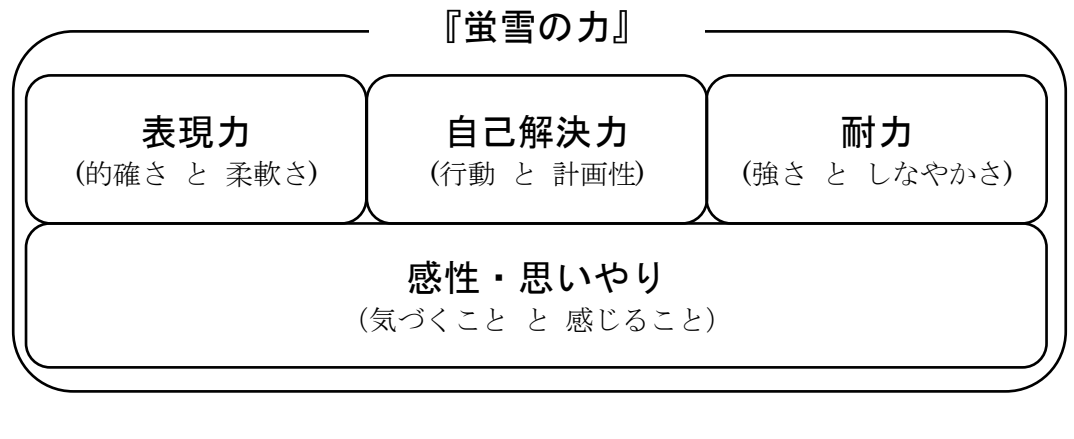 『蛍雪の力』
表現力
(的確さ と 柔軟さ)
自己解決力
(行動 と 計画性)
耐力
(強さ と しなやかさ)
感性・思いやり
（気づくこと と 感じること）